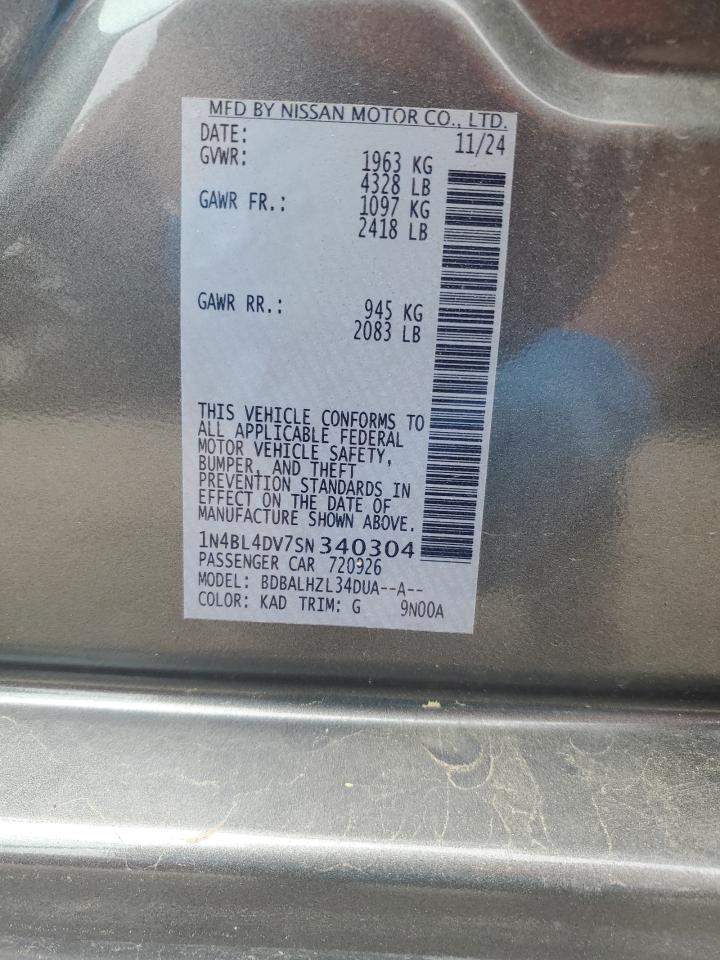 MFD BY NISSAN MOTOR CO., LTD.
DATE: 11/24
GVWR: 1963 KG
4328 LB
GAWR FR.: 1097 KG
2418 LB
GAWR RR.: 945 KG
2083 LB
THIS VEHICLE CONFORMS TO
ALL APPLICABLE FEDERAL
MOTOR VEHICLE SAFETY,
BUMPER, AND THEFT
PREVENTION STANDARDS IN
EFFECT ON THE DATE OF
MANUFACTURE SHOWN ABOVE.
1N4BL4DV7SN340304
PASSENGER CAR 720926
MODEL: BDBALHZL34DUA--A--
COLOR: KAD TRIM: G 9N00A